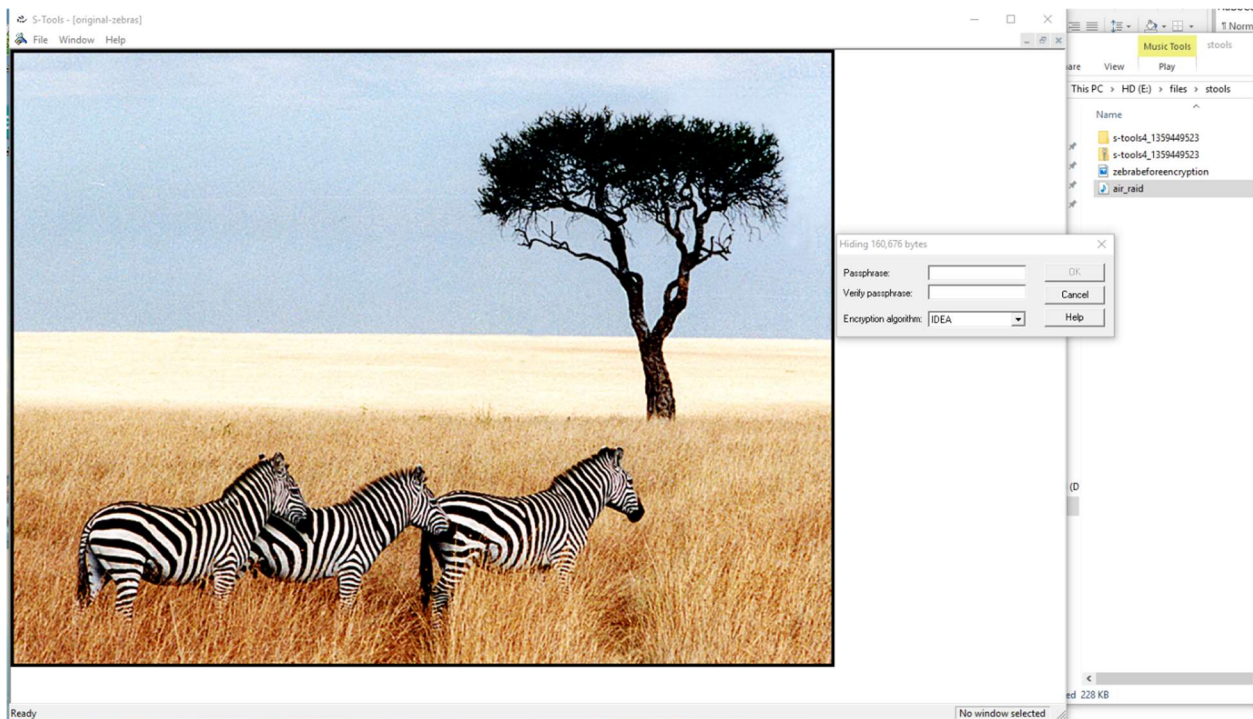 S-Tools - [original-zebras]
File Window Help
Hiding 160,676 bytes
Passphrase:
Verify passphrase:
Encryption algorithm: IDEA
OK
Cancel
Help
Ready
No window selected
¶ Norm
Music Tools stools
are View Play
This PC > HD (E:) > files > stools
Name
s-tools4_1359449523
s-tools4_1359449523
zebrabeforeencryption
air_raid
(D
ed 228 KB